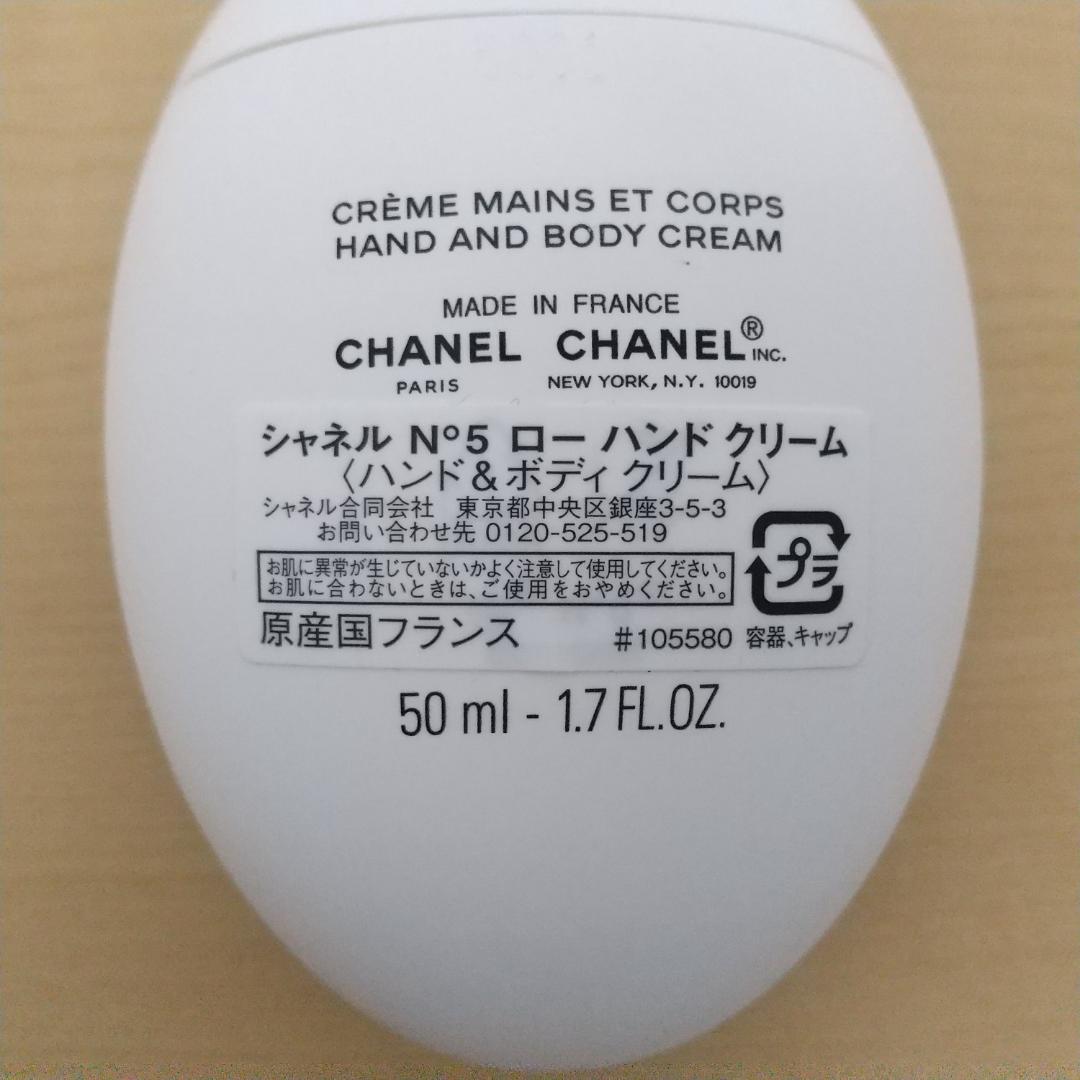 CRÈME MAINS ET CORPS
HAND AND BODY CREAM
MADE IN FRANCE
CHANEL CHANEL® INC.
PARIS NEW YORK, N.Y. 10019
シャネル N°5 ロー ハンド クリーム
〈ハンド&ボディ クリーム〉
シャネル合同会社 東京都中央区銀座3-5-3
お問い合わせ先 0120-525-519
お肌に異常が生じていないかよく注意して使用してください。
お肌に合わないときは、ご使用をおやめください。
プラ
原産国フランス #105580 容器、キャップ
50 ml - 1.7 FL.OZ.